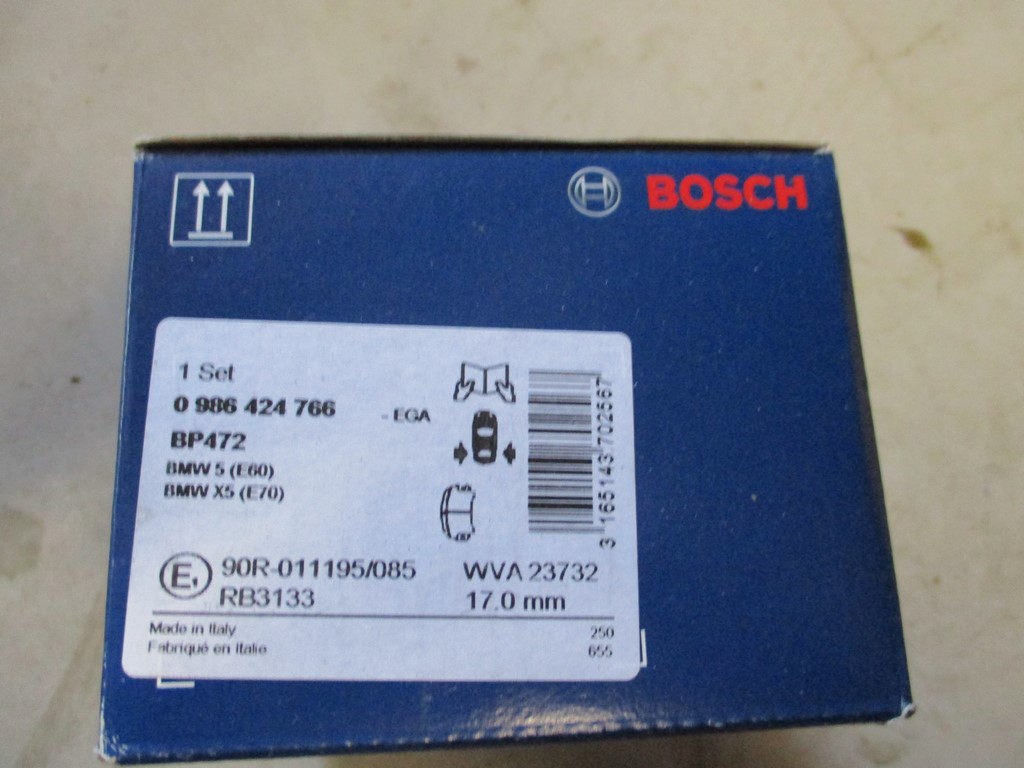 BOSCH
1 Set
0 986 424 766
- EGA
BP472
BMW 5 (E60)
BMW X5 (E70)
3 165143 702567
90R-011195/085
WVA 23732
RB3133
17.0 mm
Made in Italy
250
Fabriqué en Italie
655